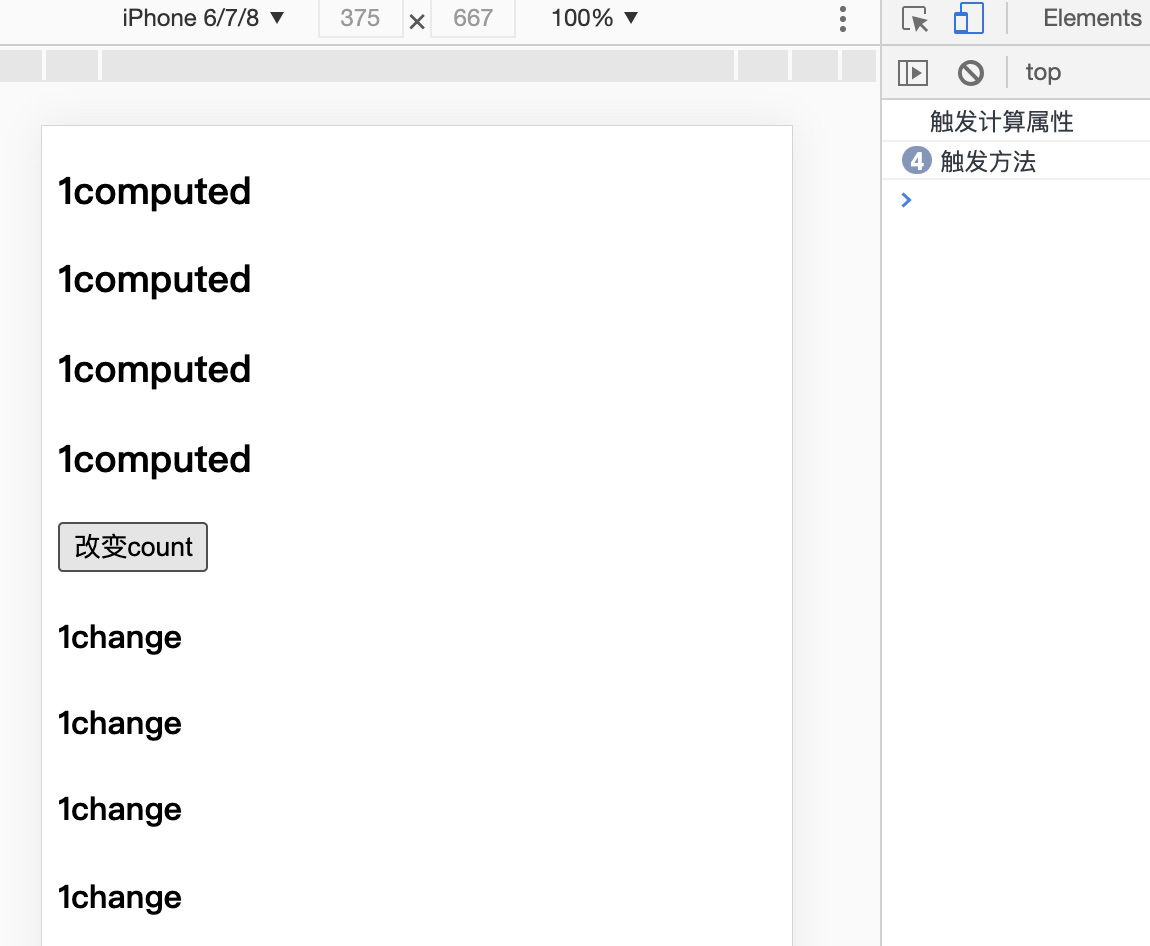 iPhone 6/7/8 ▼ 375 × 667 100% ▼
Elements
top
触发计算属性
4 触发方法
1computed
1computed
1computed
1computed
改变count
1change
1change
1change
1change